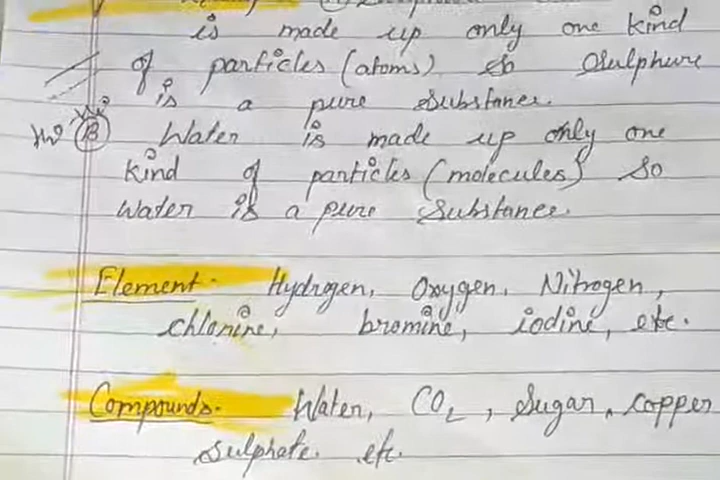 is made up only one kind
of particles (atoms) so Sulphure
is a pure substance.
B Water is made up only one
kind of particles (molecules) so
water is a pure substance.
Element- Hydrogen, Oxygen, Nitrogen,
chlorine, bromine, iodine, etc.
Compounds- Water, CO₂, Sugar, copper
sulphate. etc.